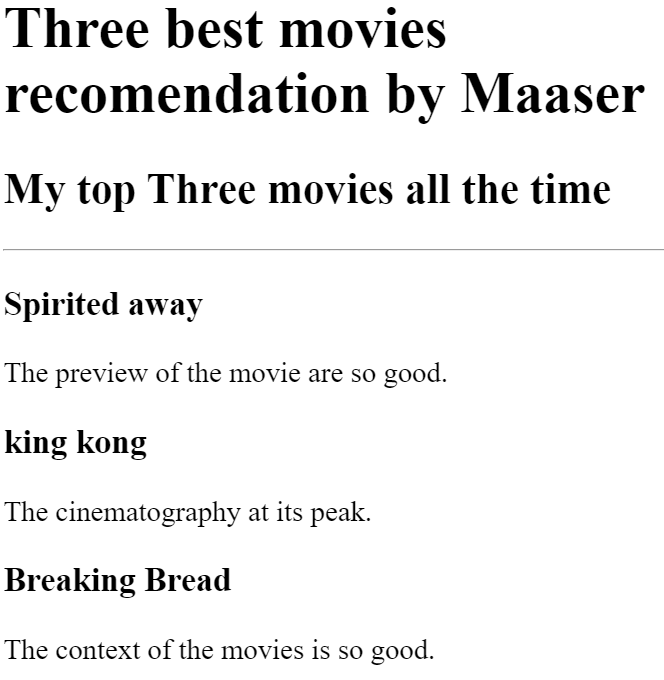 Three best movies
recomendation by Maaser
My top Three movies all the time
Spirited away
The preview of the movie are so good.
king kong
The cinematography at its peak.
Breaking Bread
The context of the movies is so good.